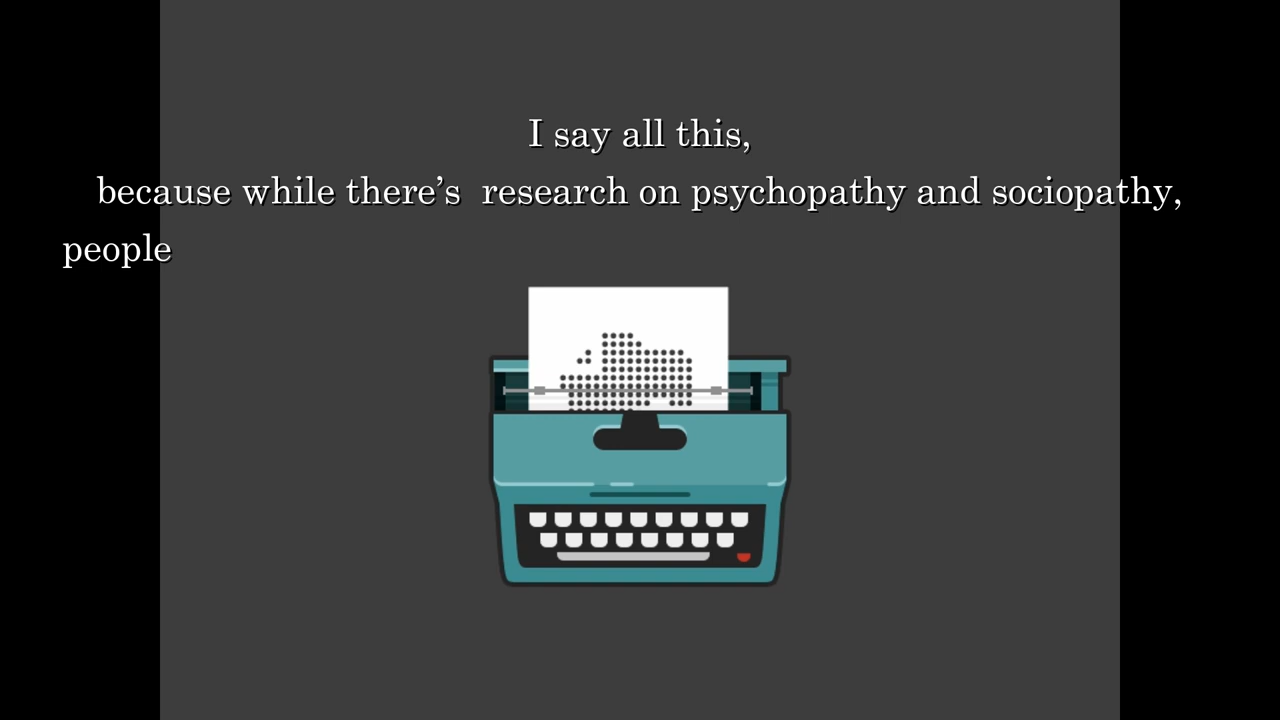 I say all this,
because while there’s  research on psychopathy and sociopathy,
people